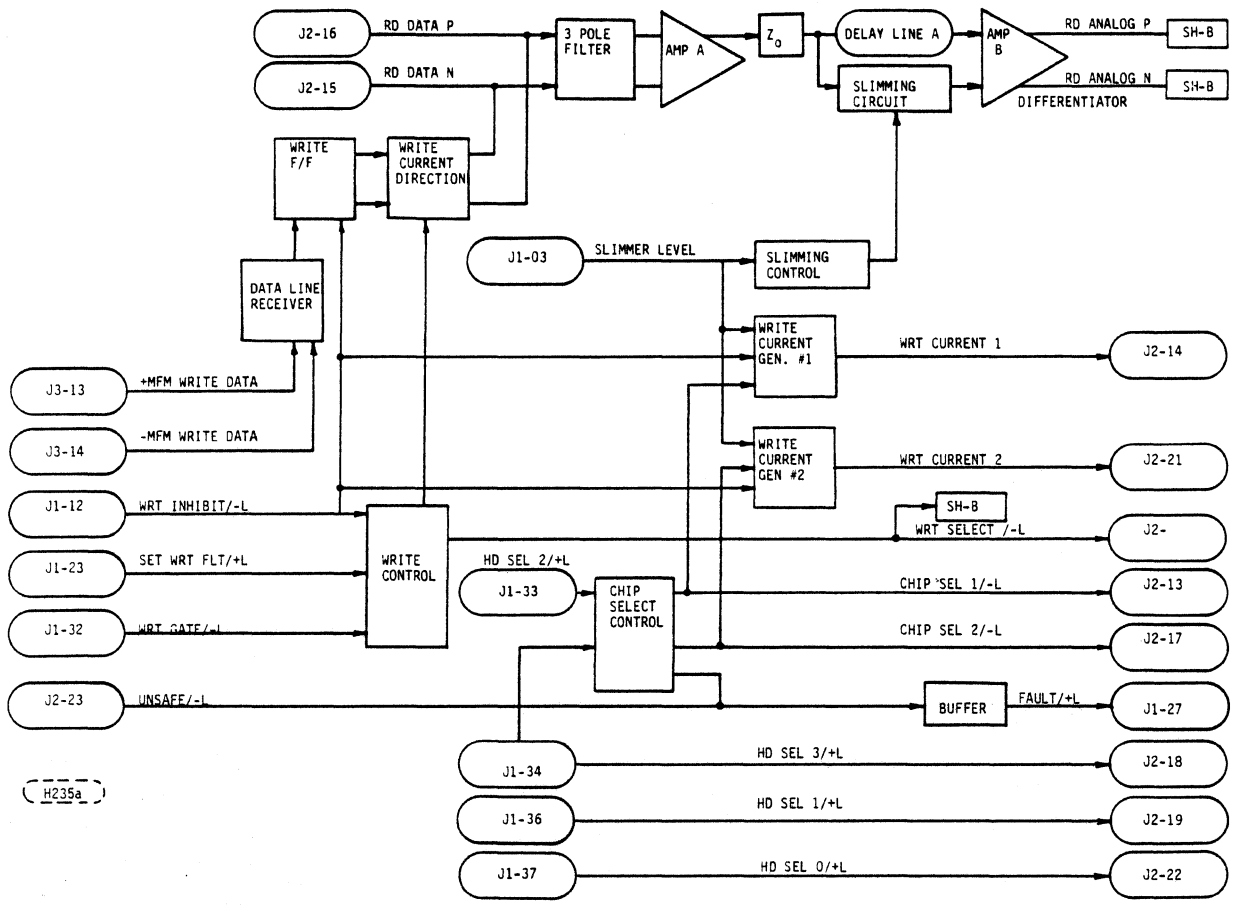 J2-16
RD DATA P
3 POLE
FILTER
AMP A
Z0
DELAY LINE A
AMP
B
RD ANALOG P
SH-B
J2-15
RD DATA N
SLIMMING
CIRCUIT
RD ANALOG N
SH-B
DIFFERENTIATOR
WRITE
F/F
WRITE
CURRENT
DIRECTION
J1-03
SLIMMER LEVEL
SLIMMING
CONTROL
DATA LINE
RECEIVER
WRITE
CURRENT
GEN. #1
WRT CURRENT 1
J2-14
J3-13
+MFM WRITE DATA
J3-14
-MFM WRITE DATA
WRITE
CURRENT
GEN #2
WRT CURRENT 2
J2-21
J1-12
WRT INHIBIT/-L
SH-B
WRT SELECT /-L
J2-
J1-23
SET WRT FLT/+L
WRITE
CONTROL
HD SEL 2/+L
J1-33
CHIP
SELECT
CONTROL
CHIP SEL 1/-L
J2-13
J1-32
WRT GATE/-L
CHIP SEL 2/-L
J2-17
J2-23
UNSAFE/-L
BUFFER
FAULT/+L
J1-27
J1-34
HD SEL 3/+L
J2-18
H235a
J1-36
HD SEL 1/+L
J2-19
J1-37
HD SEL 0/+L
J2-22